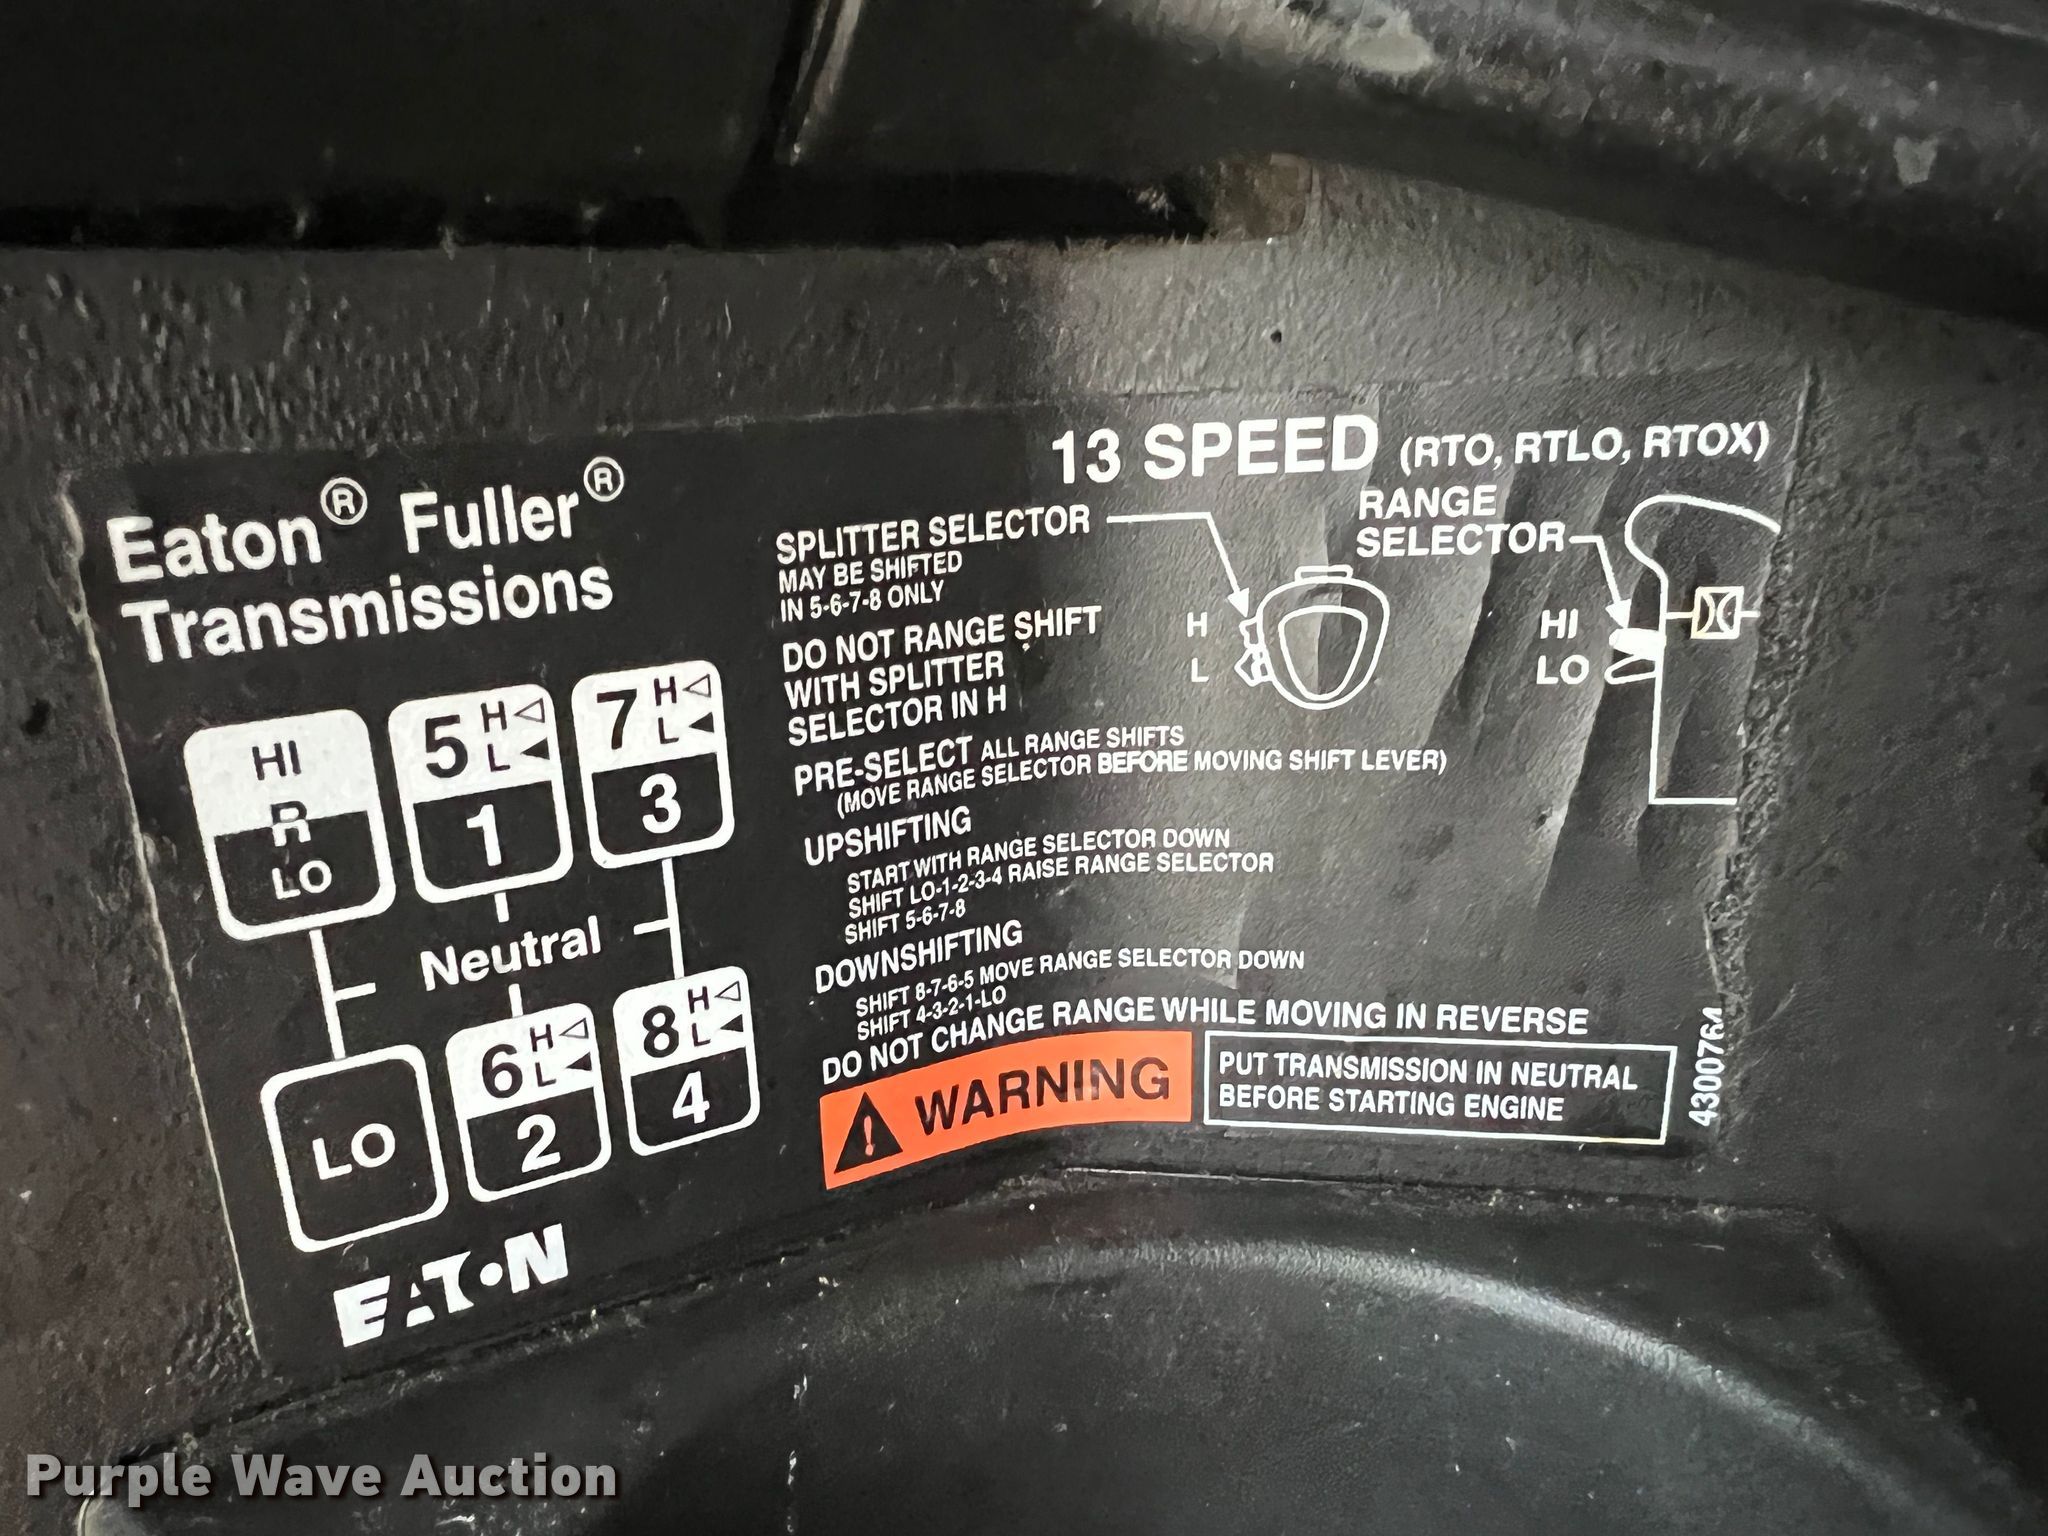 Eaton® Fuller®
Transmissions
HI
R
LO
5 H
L
1
7 H
L
3
Neutral
LO
6 H
L
2
8 H
L
4
EATON
13 SPEED (RTO, RTLO, RTOX)
SPLITTER SELECTOR
MAY BE SHIFTED
IN 5-6-7-8 ONLY
H
L
RANGE
SELECTOR
HI
LO
DO NOT RANGE SHIFT
WITH SPLITTER
SELECTOR IN H
PRE-SELECT ALL RANGE SHIFTS
(MOVE RANGE SELECTOR BEFORE MOVING SHIFT LEVER)
UPSHIFTING
START WITH RANGE SELECTOR DOWN
SHIFT LO-1-2-3-4 RAISE RANGE SELECTOR
SHIFT 5-6-7-8
DOWNSHIFTING
SHIFT 8-7-6-5 MOVE RANGE SELECTOR DOWN
SHIFT 4-3-2-1-LO
DO NOT CHANGE RANGE WHILE MOVING IN REVERSE
WARNING
PUT TRANSMISSION IN NEUTRAL
BEFORE STARTING ENGINE
4300764
Purple Wave Auction